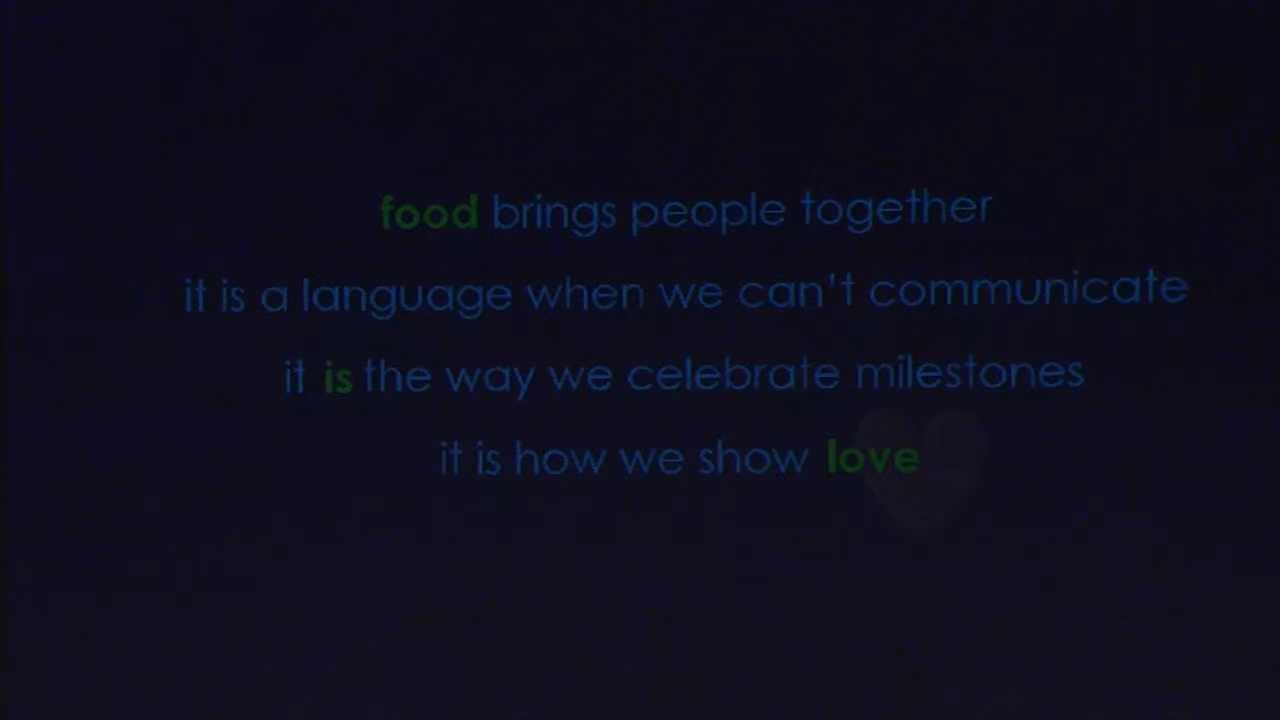 food brings people together
it is a language when we can't communicate
it is the way we celebrate milestones
it is how we show love